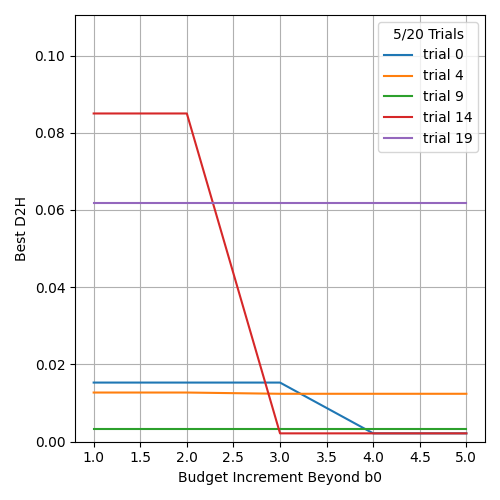 5/20 Trials
trial 0
trial 4
trial 9
trial 14
trial 19
Best D2H
0.10
0.08
0.06
0.04
0.02
0.00
1.0 1.5 2.0 2.5 3.0 3.5 4.0 4.5 5.0
Budget Increment Beyond b0